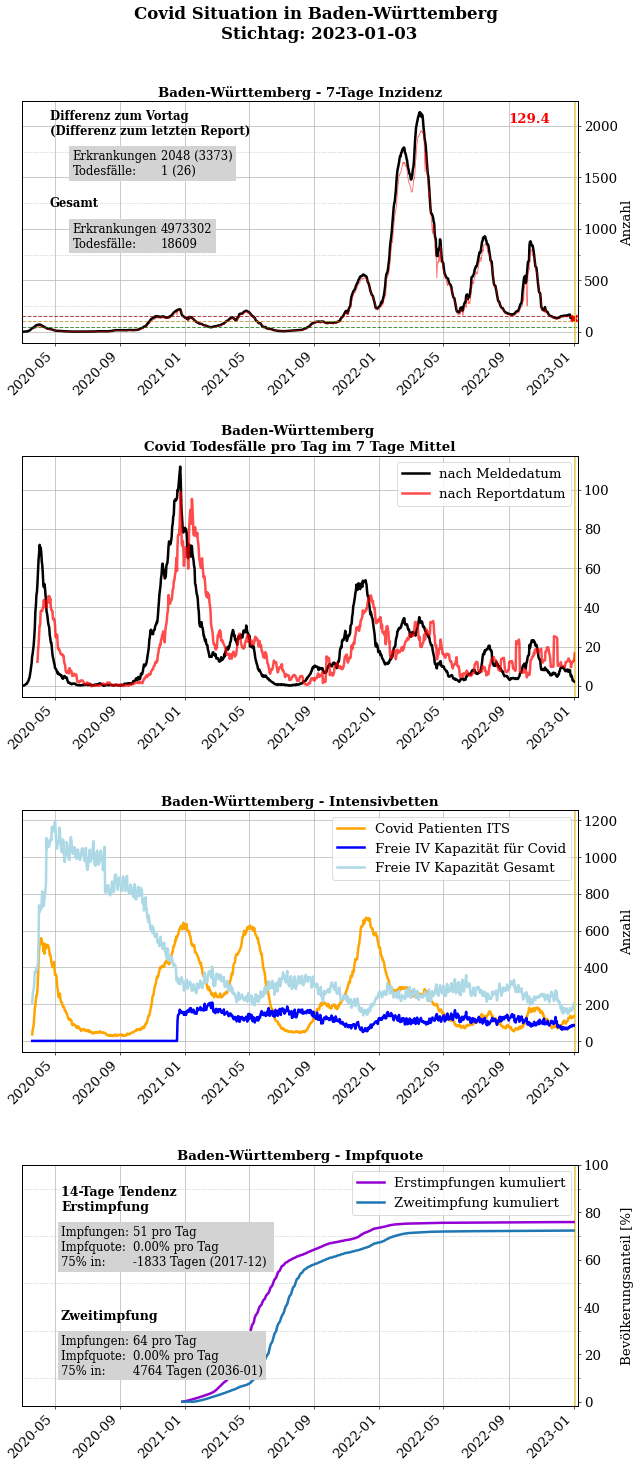 Covid Situation in Baden-Württemberg
Stichtag: 2023-01-03
Baden-Württemberg - 7-Tage Inzidenz
Differenz zum Vortag
(Differenz zum letzten Report)
Erkrankungen 2048 (3373)
Todesfälle: 1 (26)
Gesamt
Erkrankungen 4973302
Todesfälle: 18609
129.4
2000
1500
1000
500
0
Anzahl
2020-05
2020-09
2021-01
2021-05
2021-09
2022-01
2022-05
2022-09
2023-01
Baden-Württemberg
Covid Todesfälle pro Tag im 7 Tage Mittel
nach Meldedatum
nach Reportdatum
100
80
60
40
20
0
2020-05
2020-09
2021-01
2021-05
2021-09
2022-01
2022-05
2022-09
2023-01
Baden-Württemberg - Intensivbetten
Covid Patienten ITS
Freie IV Kapazität für Covid
Freie IV Kapazität Gesamt
1200
1000
800
600
400
200
0
Anzahl
2020-05
2020-09
2021-01
2021-05
2021-09
2022-01
2022-05
2022-09
2023-01
Baden-Württemberg - Impfquote
14-Tage Tendenz
Erstimpfung
Impfungen: 51 pro Tag
Impfquote: 0.00% pro Tag
75% in: -1833 Tagen (2017-12)
Zweitimpfung
Impfungen: 64 pro Tag
Impfquote: 0.00% pro Tag
75% in: 4764 Tagen (2036-01)
Erstimpfungen kumuliert
Zweitimpfung kumuliert
100
80
60
40
20
0
Bevölkerungsanteil [%]
2020-05
2020-09
2021-01
2021-05
2021-09
2022-01
2022-05
2022-09
2023-01